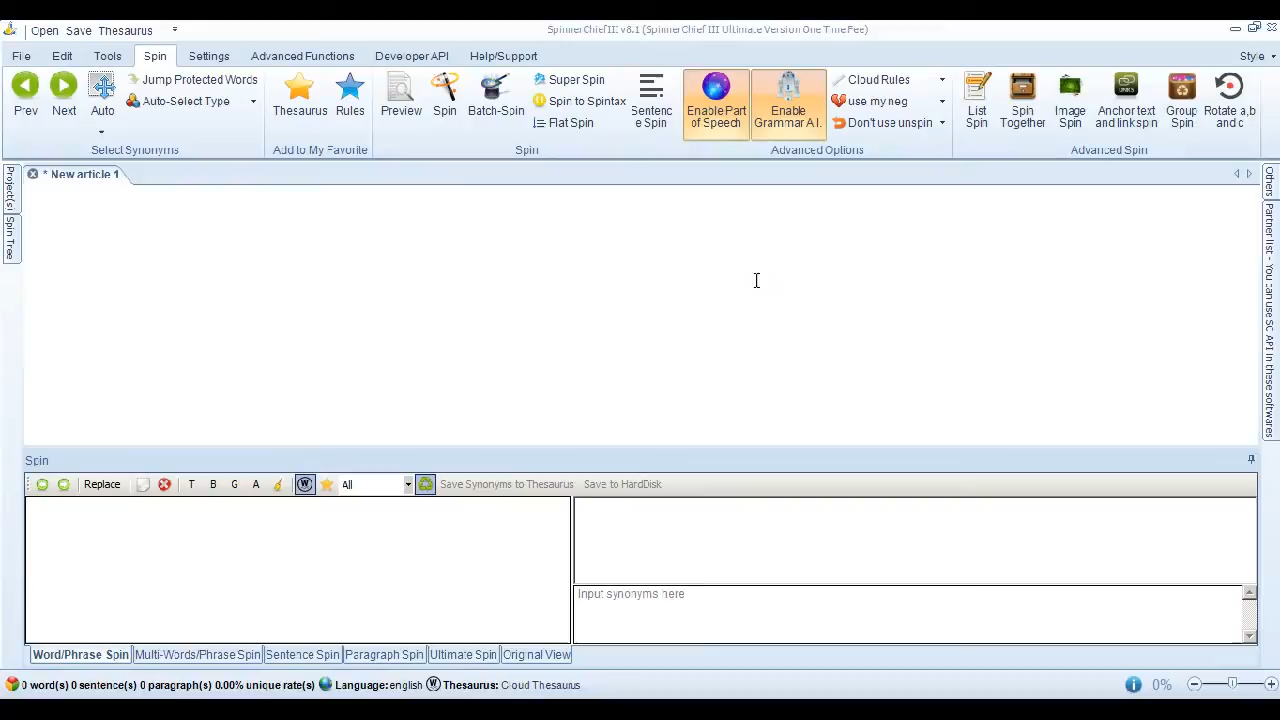 Open Save Thesaurus
SpinnerChief III v8.1 (SpinnerChief III Ultimate Version One Time Fee)
File Edit Tools Spin Settings Advanced Functions Developer API Help/Support Style
Prev Next Auto Jump Protected Words
Auto-Select Type
Select Synonyms
Thesaurus Rules
Add to My Favorite
Preview Spin Batch-Spin Super Spin
Spin to Spintax
Flat Spin
Sentenc
e Spin
Spin
Enable Part
of Speech
Enable
Grammar A.I.
Cloud Rules
use my neg
Don't use unspin
Advanced Options
List
Spin
Spin
Together
Image
Spin
Anchor text
and link spin
Group
Spin
Rotate a,b
and c
Advanced Spin
Project(s)
Spin Tree
* New article 1
Others
Partner list - You can use SC API in these softwares
Spin
Replace T B G A W All Save Synonyms to Thesaurus Save to HardDisk
Input synonyms here
Word/Phrase Spin Multi-Words/Phrase Spin Sentence Spin Paragraph Spin Ultimate Spin Original View
0 word(s) 0 sentence(s) 0 paragraph(s) 0.00% unique rate(s) Language: english W Thesaurus: Cloud Thesaurus 0%